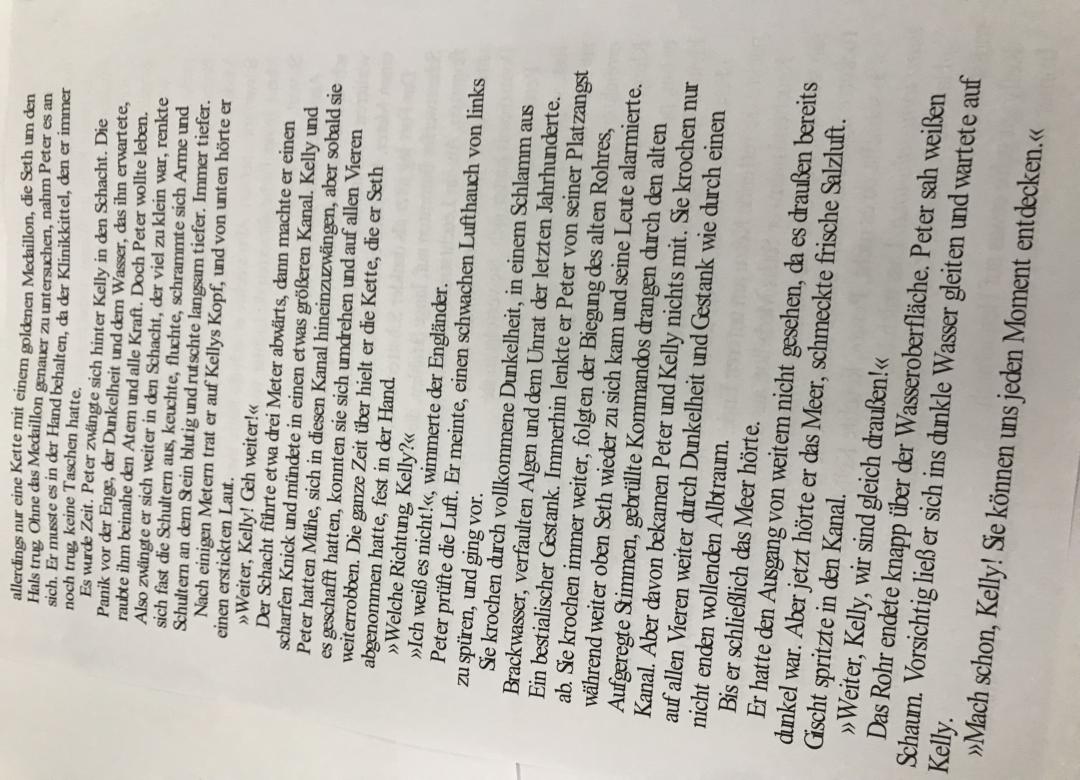 allerdings nur eine Kette mit einem goldenen Medaillon, die Seth um den
Hals trug. Ohne das Medaillon genauer zu untersuchen, nahm Peter es an
sich. Er musste es in der Hand behalten, da der Klinikkittel, den er immer
noch trug, keine Taschen hatte.
Es wurde Zeit. Peter zwängte sich hinter Kelly in den Schacht. Die
Panik vor der Enge, der Dunkelheit und dem Wasser, das ihn erwartete,
raubte ihm beinahe den Atem und alle Kraft. Doch Peter wollte leben.
Also zwängte er sich weiter in den Schacht, der viel zu klein war, renkte
sich fast die Schultern aus, keuchte, fluchte, schrammte sich Arme und
Schultern an dem Stein blutig und rutschte langsam tiefer. Immer tiefer.
Nach einigen Metern trat er auf Kellys Kopf, und von unten hörte er
einen erstickten Laut.
»Weiter, Kelly! Geh weiter!«
Der Schacht führte etwa drei Meter abwärts, dann machte er einen
scharfen Knick und mündete in einen etwas größeren Kanal. Kelly und
Peter hatten Mühe, sich in diesen Kanal hineinzuzwängen, aber sobald sie
es geschafft hatten, konnten sie sich umdrehen und auf allen Vieren
weiterrobben. Die ganze Zeit über hielt er die Kette, die er Seth
abgenommen hatte, fest in der Hand.
»Welche Richtung, Kelly?«
»Ich weiß es nicht!«, wimmerte der Engländer.
Peter prüfte die Luft. Er meinte, einen schwachen Lufthauch von links
zu spüren, und ging vor.
Sie krochen durch vollkommene Dunkelheit, in einem Schlamm aus
Brackwasser, verfaulten Algen und dem Unrat der letzten Jahrhunderte.
Ein bestialischer Gestank. Immerhin lenkte er Peter von seiner Platzangst
ab. Sie krochen immer weiter, folgten der Biegung des alten Rohres,
während weiter oben Seth wieder zu sich kam und seine Leute alarmierte.
Aufgeregte Stimmen, gebrüllte Kommandos drangen durch den alten
Kanal. Aber davon bekamen Peter und Kelly nichts mit. Sie krochen nur
auf allen Vieren weiter durch Dunkelheit und Gestank wie durch einen
nicht enden wollenden Albtraum.
Bis er schließlich das Meer hörte.
Er hatte den Ausgang von weitem nicht gesehen, da es draußen bereits
dunkel war. Aber jetzt hörte er das Meer, schmeckte frische Salzluft.
Gischt spritzte in den Kanal.
»Weiter, Kelly, wir sind gleich draußen!«
Das Rohr endete knapp über der Wasseroberfläche. Peter sah weißen
Schaum. Vorsichtig ließ er sich ins dunkle Wasser gleiten und wartete auf
Kelly.
»Mach schon, Kelly! Sie können uns jeden Moment entdecken.«